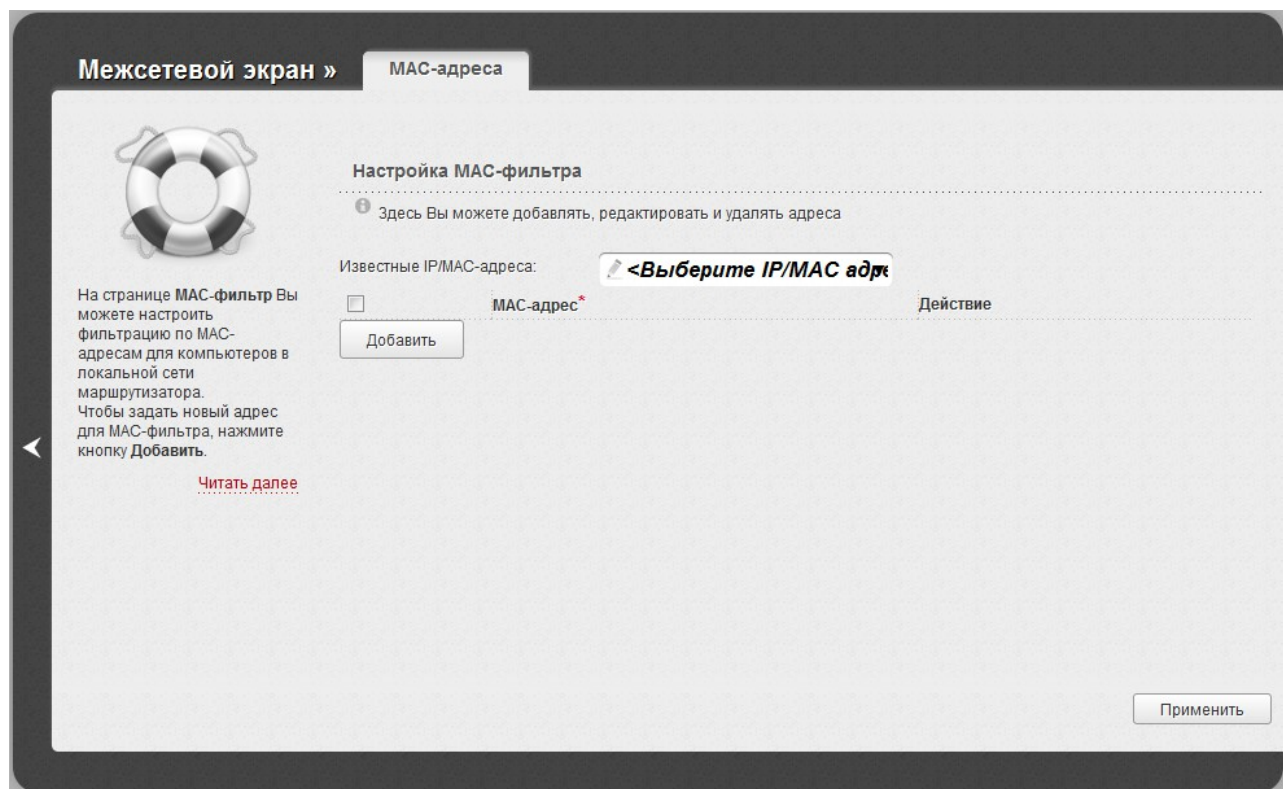 Межсетевой экран »
MAC-адреса
На странице MAC-фильтр Вы
можете настроить
фильтрацию по MAC-
адресам для компьютеров в
локальной сети
маршрутизатора.
Чтобы задать новый адрес
для MAC-фильтра, нажмите
кнопку Добавить.
Читать далее
Настройка MAC-фильтра
Здесь Вы можете добавлять, редактировать и удалять адреса
Известные IP/MAC-адреса:
<Выберите IP/MAC адре
MAC-адрес*
Действие
Добавить
Применить